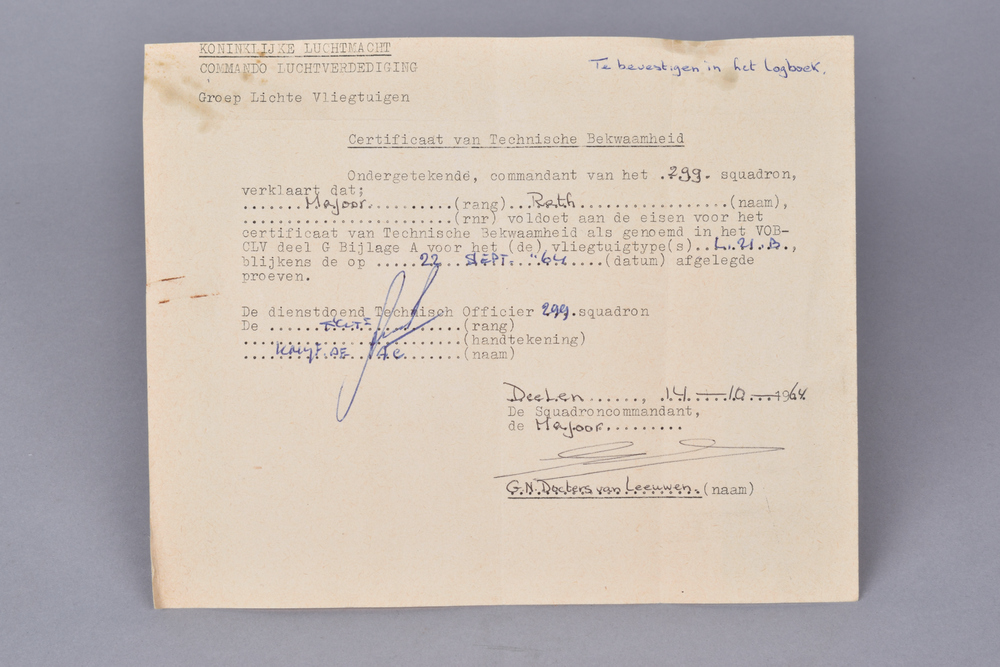 KONINKLIJKE LUCHTMACHT
Te bevestigen in het Logboek.
COMMANDO LUCHTVERDEDIGING
Groep Lichte Vliegtuigen
Certificaat van Technische Bekwaamheid
Ondergetekende, commandant van het .299. squadron,
verklaart dat;
......Majoor.........(rang)...Rath...............(naam),
.....................(rnr) voldoet aan de eisen voor het
certificaat van Technische Bekwaamheid als genoemd in het VOB-
CLV deel G Bijlage A voor het (de) vliegtuigtype(s)..L.21.B.,
blijkens de op .....22 SEPT. '64....(datum) afgelegde
proeven.
De dienstdoend Technisch Officier 299.squadron
De ....................(rang)
.......................(handtekening)
.... DE AC ......(naam)
Deelen......, .14.—10.—1964
De Squadroncommandant,
de Majoor.........
G.N. Docters van Leeuwen.(naam)